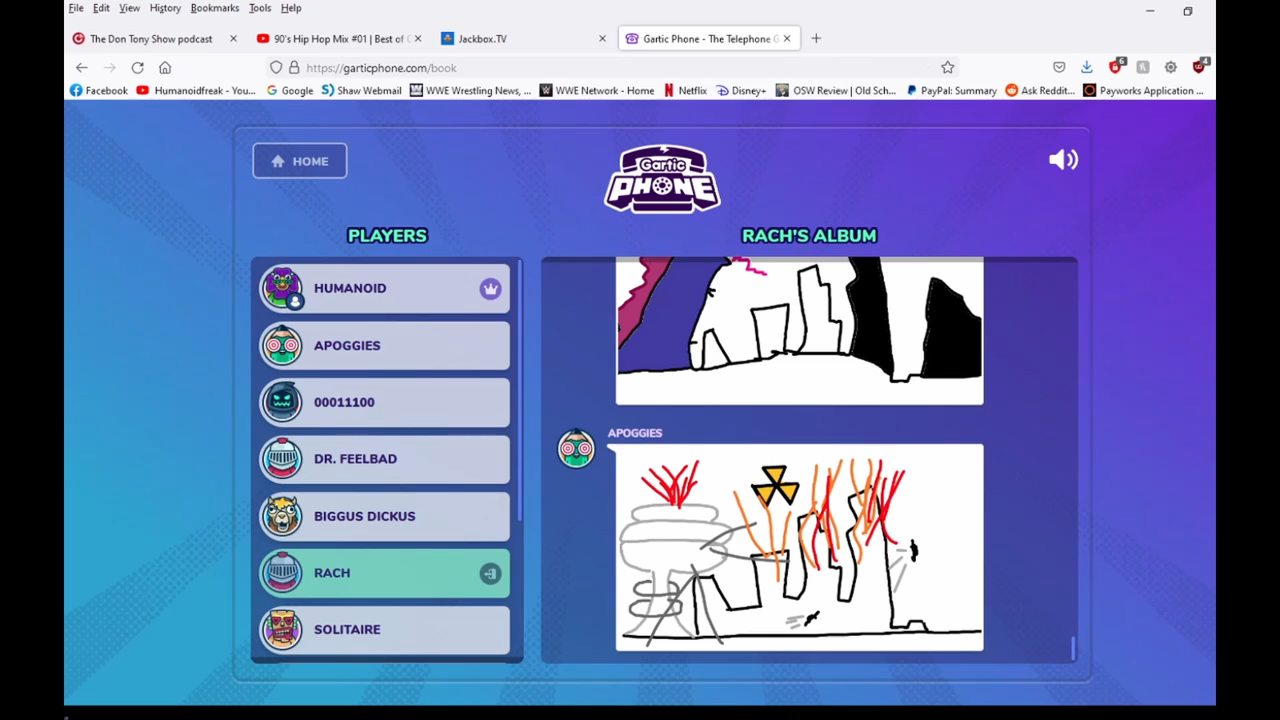 File Edit View History Bookmarks Tools Help
The Don Tony Show podcast
90's Hip Hop Mix #01 | Best of
Jackbox.TV
Gartic Phone - The Telephone G
https://garticphone.com/book
6
4
Facebook
Humanoidfreak - You...
Google
Shaw Webmail
WWE Wrestling News, ...
WWE Network - Home
Netflix
Disney+
OSW Review | Old Sch...
PayPal: Summary
Ask Reddit...
Payworks Application ...
HOME
Gartic
PHONE
PLAYERS
RACH'S ALBUM
HUMANOID
APOGGIES
00011100
DR. FEELBAD
BIGGUS DICKUS
RACH
SOLITAIRE
APOGGIES